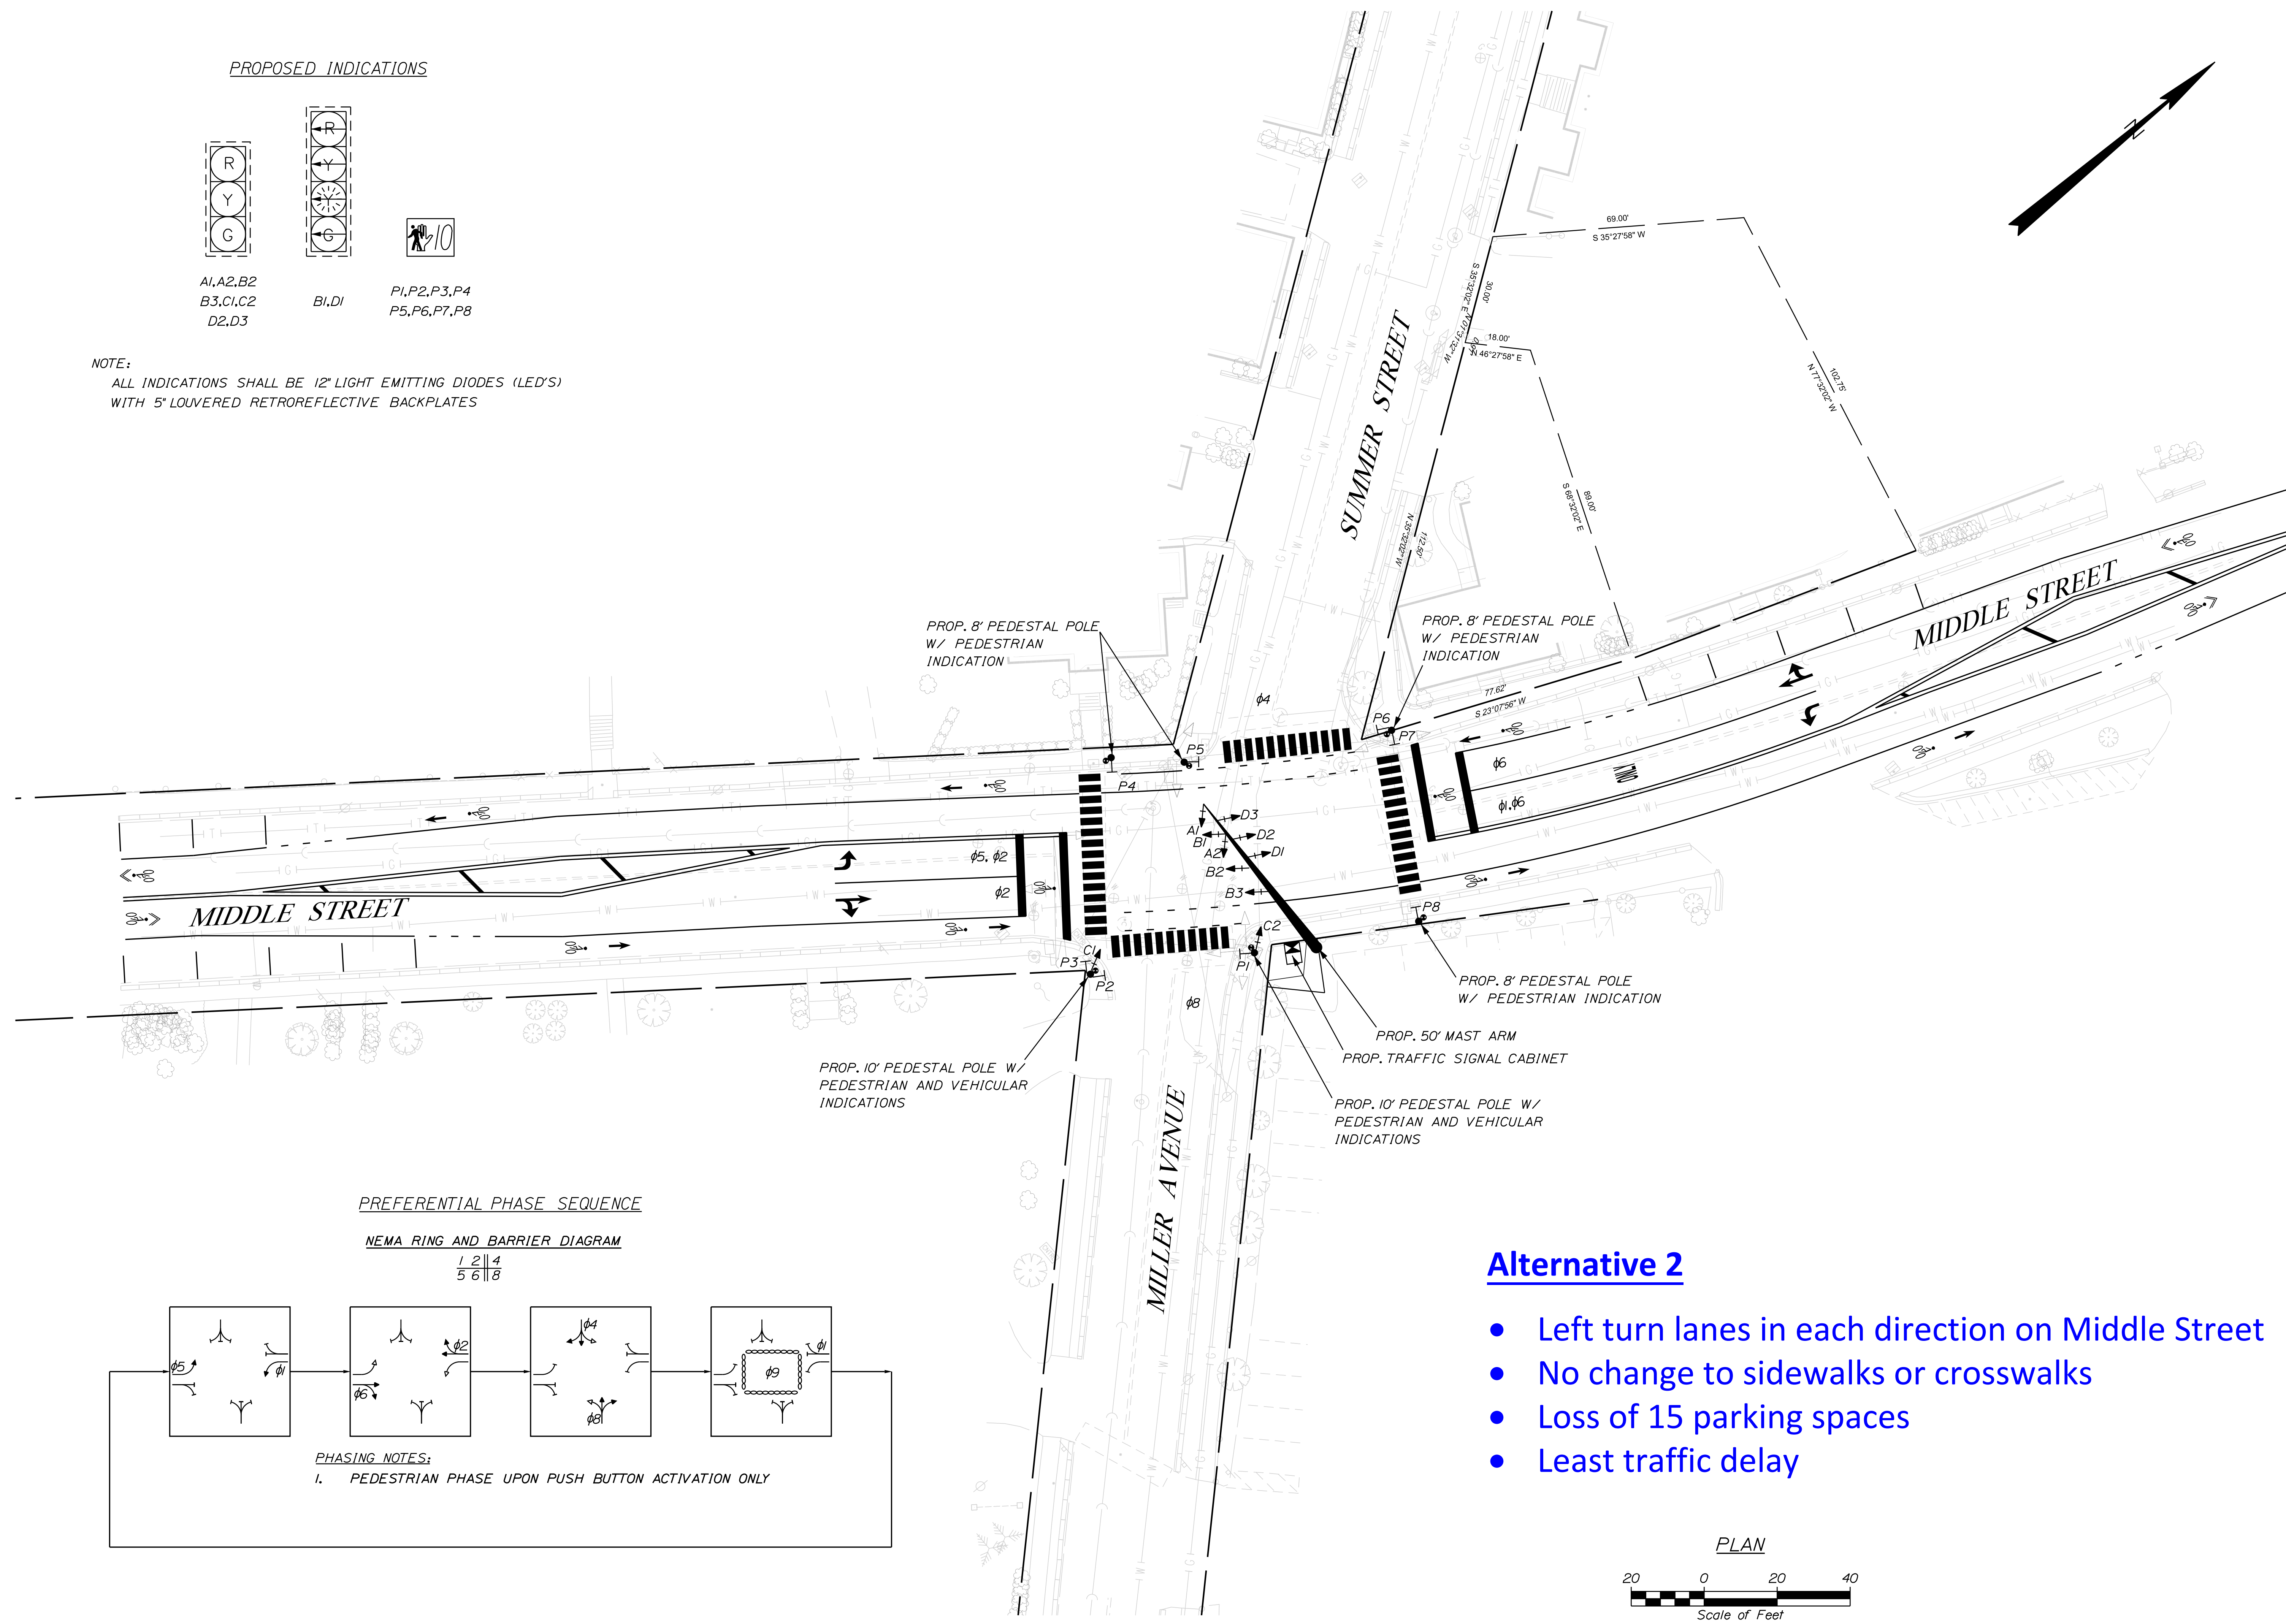 PROPOSED INDICATIONS
R
Y
G
R
Y
Y
G
10
A1,A2,B2
B3,C1,C2
D2,D3
B1,D1
P1,P2,P3,P4
P5,P6,P7,P8
NOTE:
ALL INDICATIONS SHALL BE 12" LIGHT EMITTING DIODES (LED'S)
WITH 5" LOUVERED RETROREFLECTIVE BACKPLATES
N
69.00'
S 35°27'58" W
S 35°32'02" E
30.00'
N 01°31'32" W
18.00'
N 46°27'58" E
102.75'
N 77°32'02" W
89.00'
S 68°32'02" E
N 35°32'02" W
112.50'
77.62'
S 23°07'56" W
SUMMER STREET
MIDDLE STREET
PROP. 8' PEDESTAL POLE
W/ PEDESTRIAN
INDICATION
PROP. 8' PEDESTAL POLE
W/ PEDESTRIAN
INDICATION
ϕ4
P6
P7
P5
P4
ϕ6
ϕ1,ϕ6
ONLY
D3
A1
B1
D2
A2
D1
B2
B3
ϕ5, ϕ2
ϕ2
MIDDLE STREET
P8
C2
C1
P3
P1
P2
ϕ8
PROP. 8' PEDESTAL POLE
W/ PEDESTRIAN INDICATION
PROP. 50' MAST ARM
PROP. TRAFFIC SIGNAL CABINET
PROP. 10' PEDESTAL POLE W/
PEDESTRIAN AND VEHICULAR
INDICATIONS
PROP. 10' PEDESTAL POLE W/
PEDESTRIAN AND VEHICULAR
INDICATIONS
MILLER AVENUE
PREFERENTIAL PHASE SEQUENCE
NEMA RING AND BARRIER DIAGRAM
1 2 4
5 6 8
ϕ5
ϕ1
ϕ2
ϕ6
ϕ4
ϕ8
ϕ1
ϕ9
PHASING NOTES:
1. PEDESTRIAN PHASE UPON PUSH BUTTON ACTIVATION ONLY
Alternative 2
• Left turn lanes in each direction on Middle Street
• No change to sidewalks or crosswalks
• Loss of 15 parking spaces
• Least traffic delay
PLAN
20 0 20 40
Scale of Feet